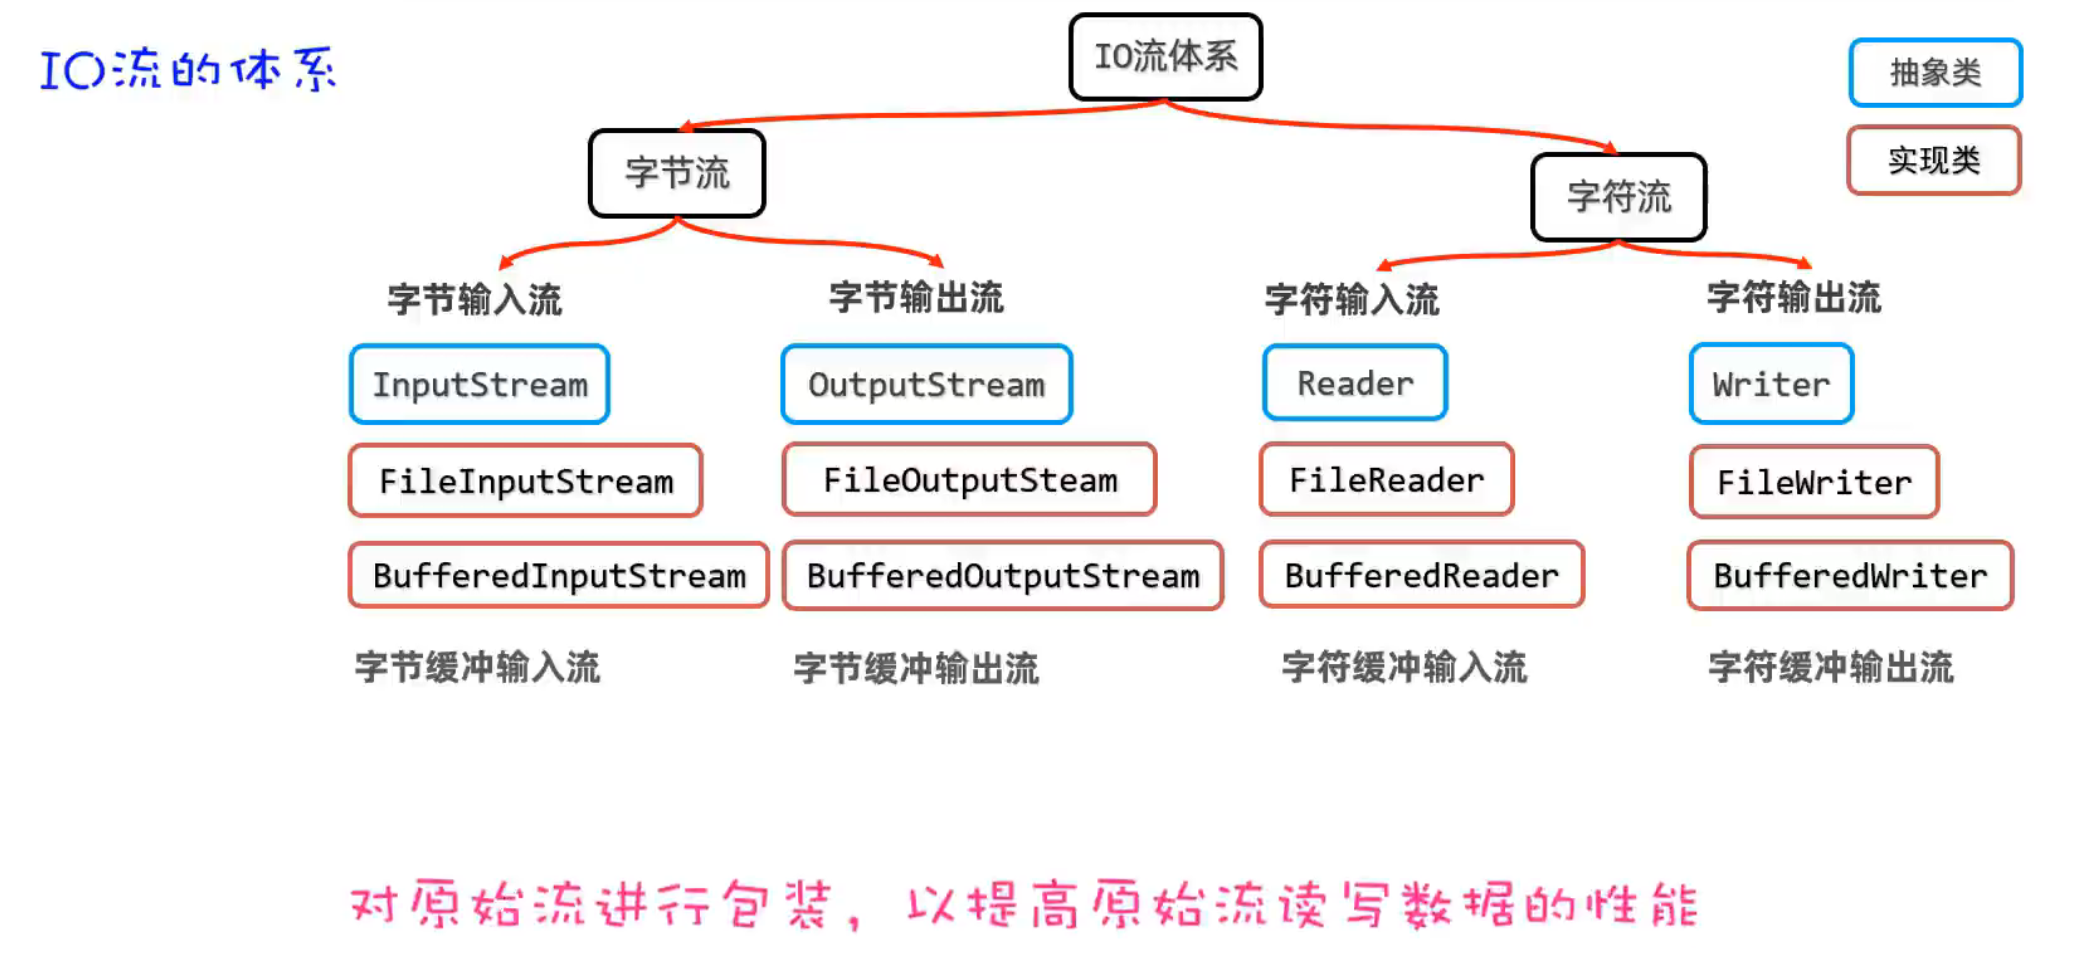 IO流的体系
IO流体系
抽象类
实现类
字节流
字符流
字节输入流
字节输出流
字符输入流
字符输出流
InputStream
OutputStream
Reader
Writer
FileInputStream
FileOutputSteam
FileReader
FileWriter
BufferedInputStream
BufferedOutputStream
BufferedReader
BufferedWriter
字节缓冲输入流
字节缓冲输出流
字符缓冲输入流
字符缓冲输出流
对原始流进行包装，以提高原始流读写数据的性能